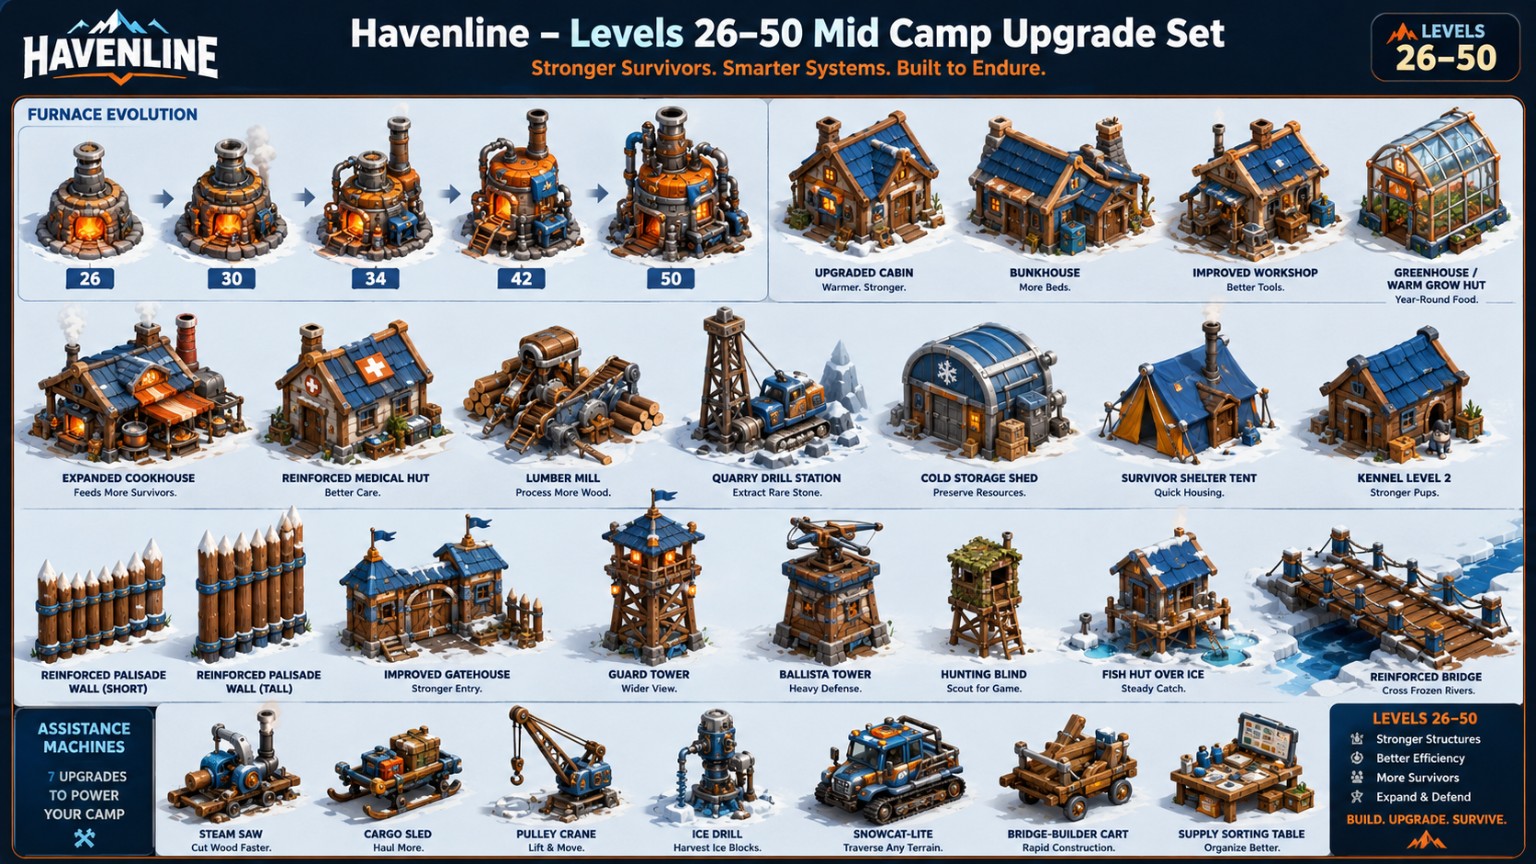 HAVENLINE
Havenline – Levels 26–50 Mid Camp Upgrade Set
Stronger Survivors. Smarter Systems. Built to Endure.
LEVELS
26–50
FURNACE EVOLUTION
26
30
34
42
50
UPGRADED CABIN
Warmer. Stronger.
BUNKHOUSE
More Beds.
IMPROVED WORKSHOP
Better Tools.
GREENHOUSE /
WARM GROW HUT
Year-Round Food.
EXPANDED COOKHOUSE
Feeds More Survivors.
REINFORCED MEDICAL HUT
Better Care.
LUMBER MILL
Process More Wood.
QUARRY DRILL STATION
Extract Rare Stone.
COLD STORAGE SHED
Preserve Resources.
SURVIVOR SHELTER TENT
Quick Housing.
KENNEL LEVEL 2
Stronger Pups.
REINFORCED PALISADE
WALL (SHORT)
REINFORCED PALISADE
WALL (TALL)
IMPROVED GATEHOUSE
Stronger Entry.
GUARD TOWER
Wider View.
BALLISTA TOWER
Heavy Defense.
HUNTING BLIND
Scout for Game.
FISH HUT OVER ICE
Steady Catch.
REINFORCED BRIDGE
Cross Frozen Rivers.
ASSISTANCE
MACHINES
7 UPGRADES
TO POWER
YOUR CAMP
STEAM SAW
Cut Wood Faster.
CARGO SLED
Haul More.
PULLEY CRANE
Lift & Move.
ICE DRILL
Harvest Ice Blocks.
SNOWCAT-LITE
Traverse Any Terrain.
BRIDGE-BUILDER CART
Rapid Construction.
SUPPLY SORTING TABLE
Organize Better.
LEVELS 26–50
Stronger Structures
Better Efficiency
More Survivors
Expand & Defend
BUILD. UPGRADE. SURVIVE.